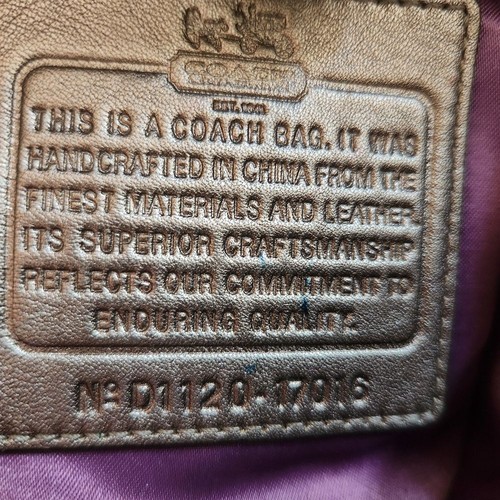 COACH
EST. 1941
THIS IS A COACH BAG. IT WAS
HANDCRAFTED IN CHINA FROM THE
FINEST MATERIALS AND LEATHER.
ITS SUPERIOR CRAFTSMANSHIP
REFLECTS OUR COMMITMENT TO
ENDURING QUALITY.
No D1120-17016